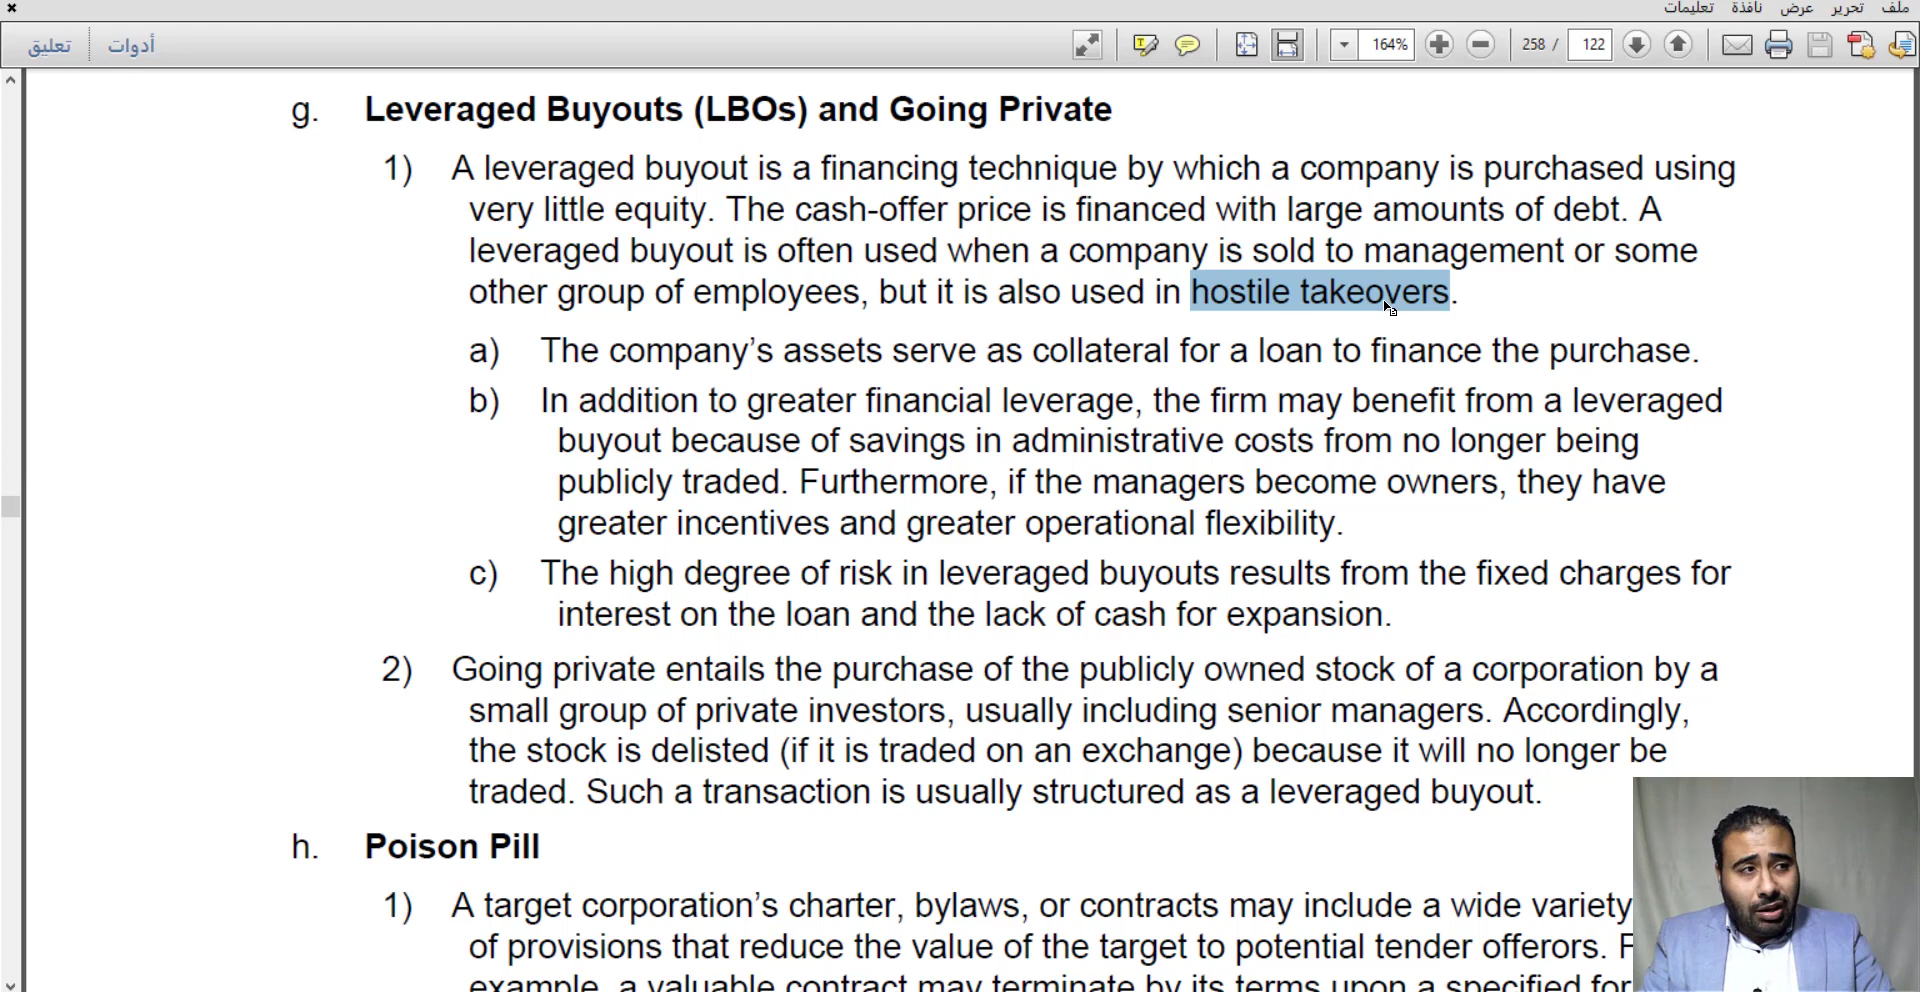 ملف تحرير عرض نافذة تعليمات
تعليق أدوات 164% 258 / 122
g. Leveraged Buyouts (LBOs) and Going Private
1) A leveraged buyout is a financing technique by which a company is purchased using
very little equity. The cash-offer price is financed with large amounts of debt. A
leveraged buyout is often used when a company is sold to management or some
other group of employees, but it is also used in hostile takeovers.
a) The company’s assets serve as collateral for a loan to finance the purchase.
b) In addition to greater financial leverage, the firm may benefit from a leveraged
buyout because of savings in administrative costs from no longer being
publicly traded. Furthermore, if the managers become owners, they have
greater incentives and greater operational flexibility.
c) The high degree of risk in leveraged buyouts results from the fixed charges for
interest on the loan and the lack of cash for expansion.
2) Going private entails the purchase of the publicly owned stock of a corporation by a
small group of private investors, usually including senior managers. Accordingly,
the stock is delisted (if it is traded on an exchange) because it will no longer be
traded. Such a transaction is usually structured as a leveraged buyout.
h. Poison Pill
1) A target corporation’s charter, bylaws, or contracts may include a wide variety
of provisions that reduce the value of the target to potential tender offerors. F
example, a valuable contract may terminate by its terms upon a specified for